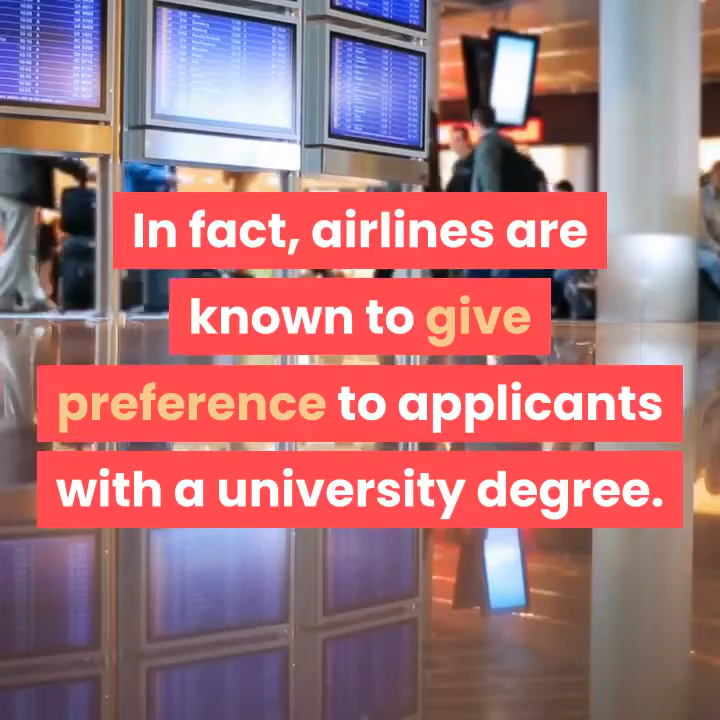 In fact, airlines are
known to give
preference to applicants
with a university degree.